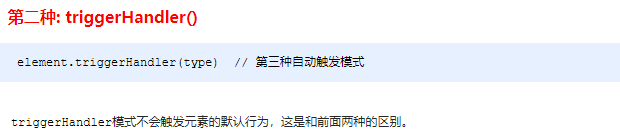 第二种: triggerHandler()
element.triggerHandler(type)  // 第三种自动触发模式
triggerHandler模式不会触发元素的默认行为，这是和前面两种的区别。